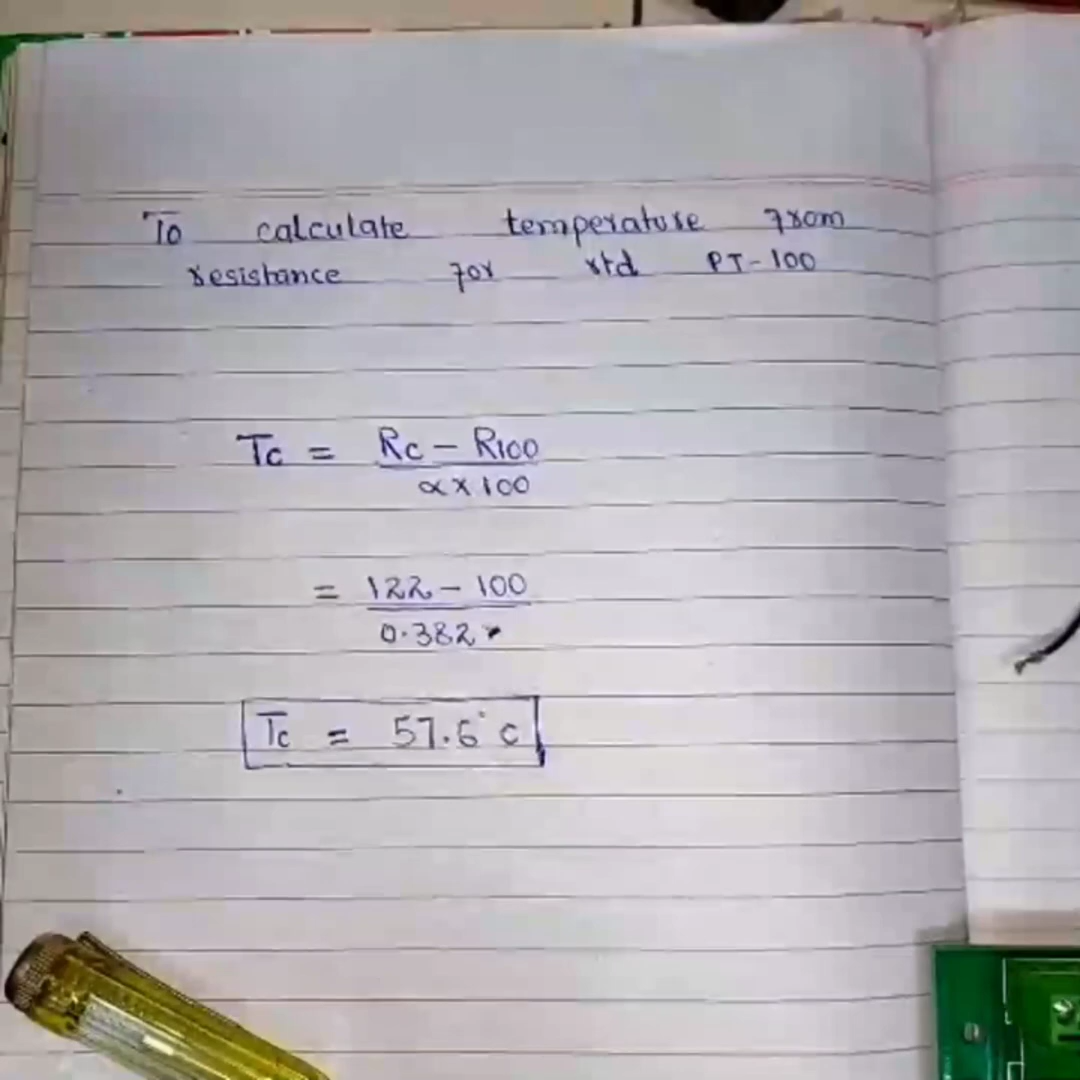 To calculate temperature from
resistance for rtd PT-100
Tc = Rc - R100
α × 100
= 122 - 100
0.382
Tc = 57.6°C